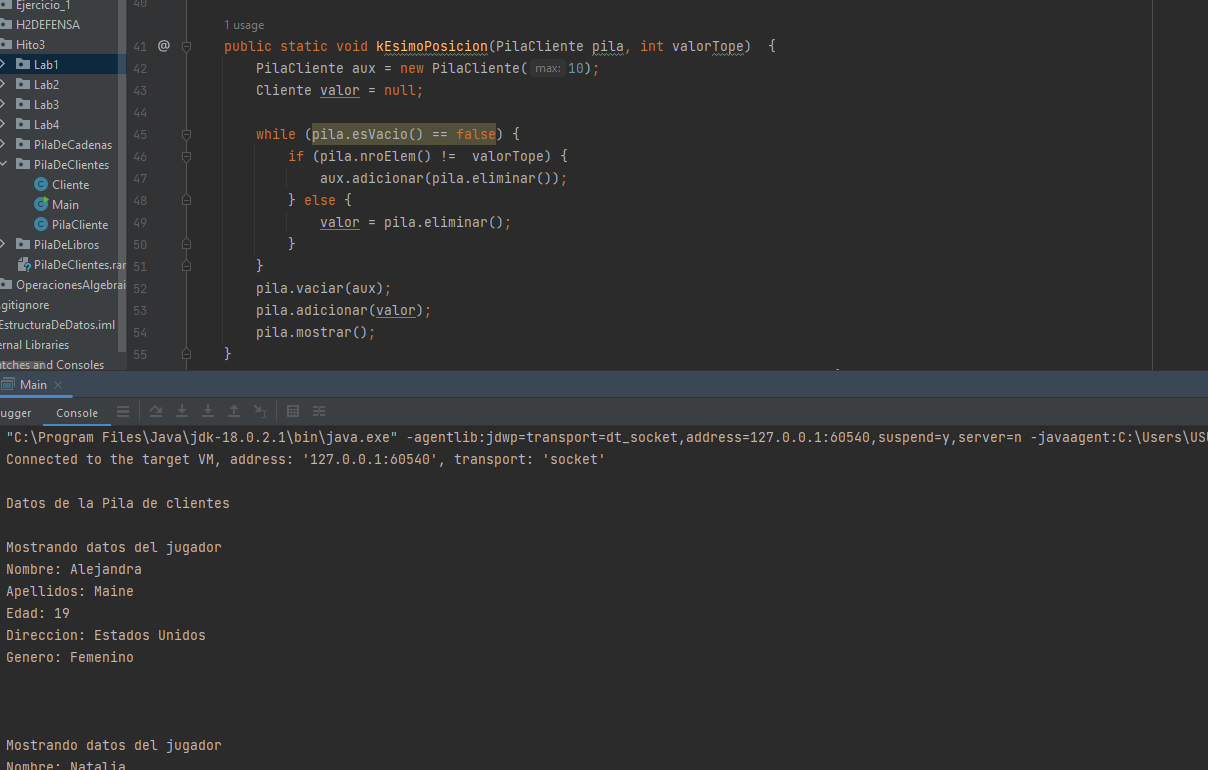 Ejercicio_1
H2DEFENSA
Hito3
Lab1
Lab2
Lab3
Lab4
PilaDeCadenas
PilaDeClientes
Cliente
Main
PilaCliente
PilaDeLibros
PilaDeClientes.rar
OperacionesAlgebrai
.gitignore
EstructuraDeDatos.iml
ernal Libraries
atches and Consoles
40
1 usage
41 @ public static void kEsimoPosicion(PilaCliente pila, int valorTope) {
42 PilaCliente aux = new PilaCliente( max: 10);
43 Cliente valor = null;
44
45 while (pila.esVacio() == false) {
46 if (pila.nroElem() != valorTope) {
47 aux.adicionar(pila.eliminar());
48 } else {
49 valor = pila.eliminar();
50 }
51 }
52 pila.vaciar(aux);
53 pila.adicionar(valor);
54 pila.mostrar();
55 }
Main
ugger Console
"C:\Program Files\Java\jdk-18.0.2.1\bin\java.exe" -agentlib:jdwp=transport=dt_socket,address=127.0.0.1:60540,suspend=y,server=n -javaagent:C:\Users\USU
Connected to the target VM, address: '127.0.0.1:60540', transport: 'socket'
Datos de la Pila de clientes
Mostrando datos del jugador
Nombre: Alejandra
Apellidos: Maine
Edad: 19
Direccion: Estados Unidos
Genero: Femenino
Mostrando datos del jugador
Nombre: Natalia